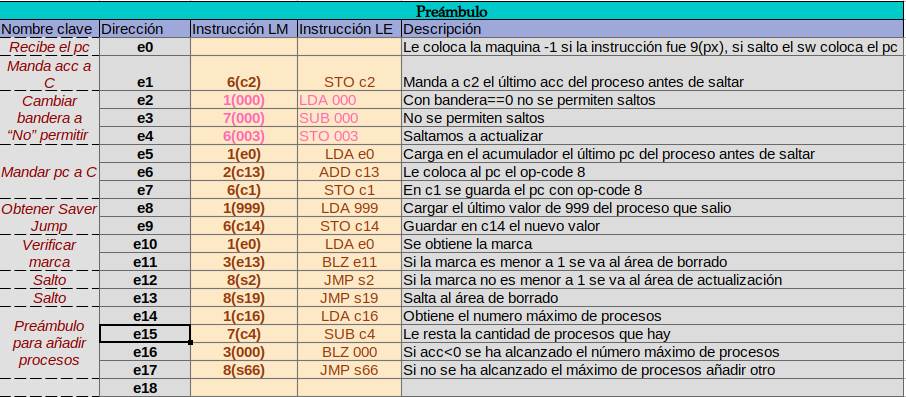 Preámbulo
Nombre clave Dirección Instrucción LM Instrucción LE Descripción
Recibe el pc e0 Le coloca la maquina -1 si la instrucción fue 9(px), si salto el sw coloca el pc
Manda acc a
C e1 6(c2) STO c2 Manda a c2 el último acc del proceso antes de saltar
Cambiar bandera a “No” permitir e2 1(000) LDA 000 Con bandera==0 no se permiten saltos
e3 7(000) SUB 000 No se permiten saltos
e4 6(003) STO 003 Saltamos a actualizar
Mandar pc a C e5 1(e0) LDA e0 Carga en el acumulador el último pc del proceso antes de saltar
e6 2(c13) ADD c13 Le coloca al pc el op-code 8
e7 6(c1) STO c1 En c1 se guarda el pc con op-code 8
Obtener Saver e8 1(999) LDA 999 Cargar el último valor de 999 del proceso que salio
Jump e9 6(c14) STO c14 Guardar en c14 el nuevo valor
Verificar e10 1(e0) LDA e0 Se obtiene la marca
marca e11 3(e13) BLZ e11 Si la marca es menor a 1 se va al área de borrado
Salto e12 8(s2) JMP s2 Si la marca no es menor a 1 se va al área de actualización
Salto e13 8(s19) JMP s19 Salta al área de borrado
Preámbulo para añadir procesos e14 1(c16) LDA c16 Obtiene el numero máximo de procesos
e15 7(c4) SUB c4 Le resta la cantidad de procesos que hay
e16 3(000) BLZ 000 Si acc<0 se ha alcanzado el número máximo de procesos
e17 8(s66) JMP s66 Si no se ha alcanzado el máximo de procesos añadir otro
e18